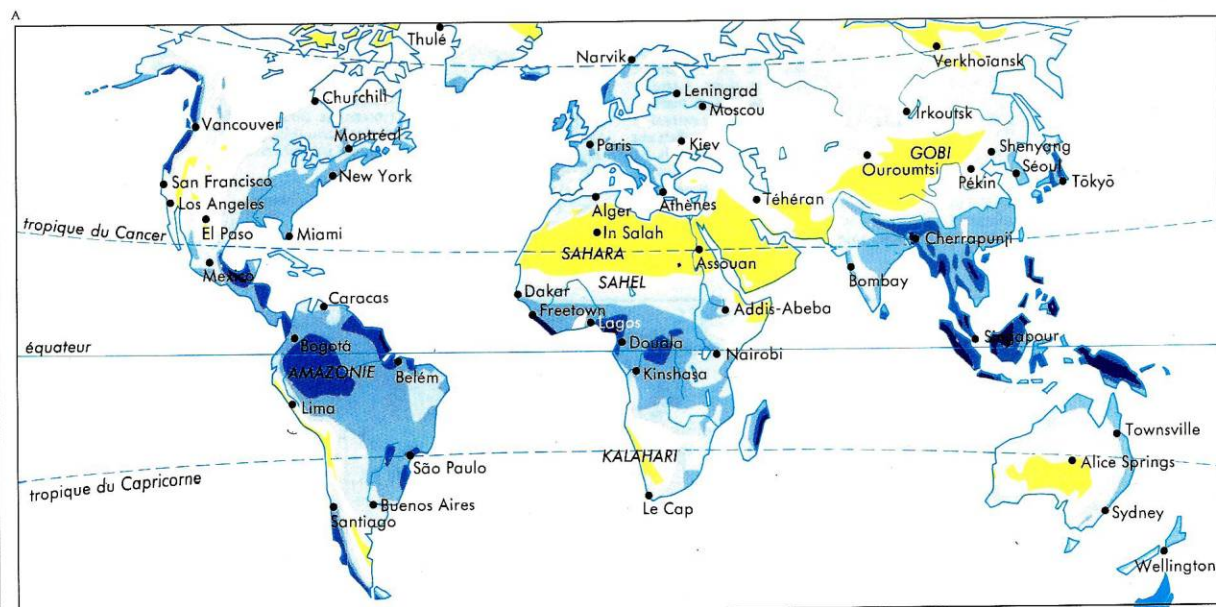 A
Thulé
Narvik
Verkhoïansk
Churchill
Leningrad
Moscou
Irkoutsk
Vancouver
Montréal
Paris
Kiev
GOBI
Shenyang
Ouroumtsi
Séoul
New York
Pékin
San Francisco
Tōkyō
Los Angeles
Alger
Athènes
Téhéran
tropique du Cancer
El Paso
Miami
In Salah
Cherrapunji
SAHARA
Assouan
Mexico
SAHEL
Bombay
Dakar
Caracas
Freetown
Addis-Abeba
Lagos
équateur
Bogotá
Douala
Singapour
Nairobi
AMAZONIE
Belém
Kinshasa
Lima
Townsville
KALAHARI
São Paulo
Alice Springs
tropique du Capricorne
Buenos Aires
Le Cap
Santiago
Sydney
Wellington